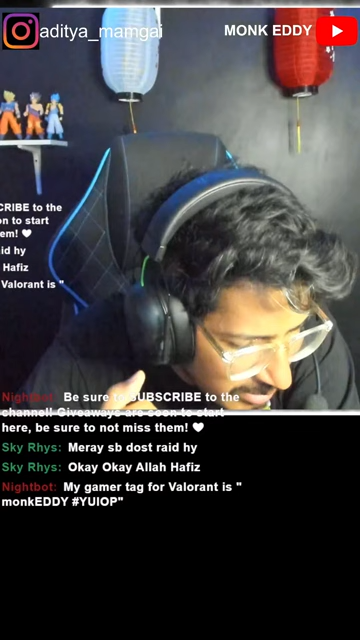 aditya_mamgai
MONK EDDY
CRIBE to the
on to start
em! ♥
id hy
Hafiz
Valorant is "
Nightbot: Be sure to SUBSCRIBE to the
channel! Giveaways are soon to start
here, be sure to not miss them! ♥
Sky Rhys: Meray sb dost raid hy
Sky Rhys: Okay Okay Allah Hafiz
Nightbot: My gamer tag for Valorant is "
monkEDDY #YUIOP"